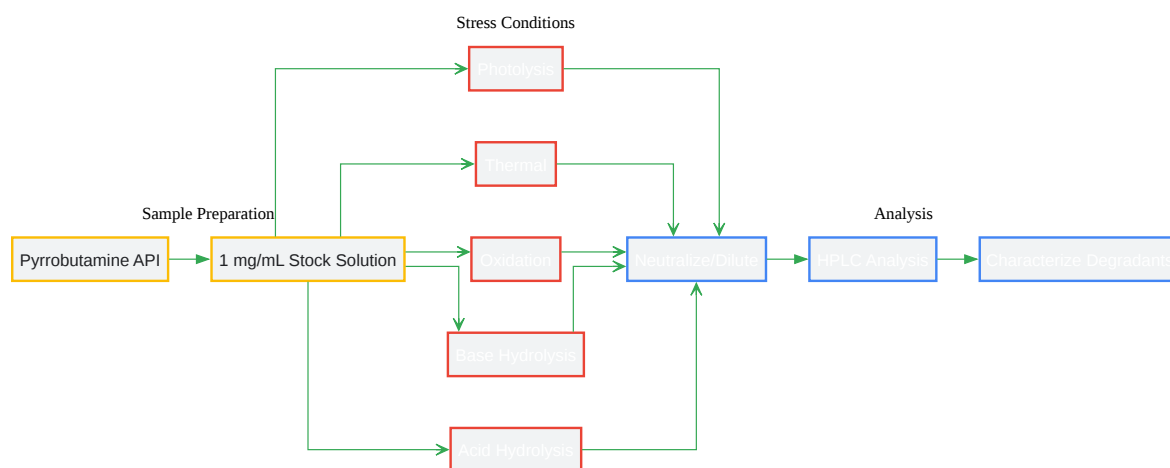 Stress Conditions
Photolysis
Thermal
Sample Preparation
Analysis
Pyrrobutamine API
1 mg/mL Stock Solution
Oxidation
Neutralize/Dilute
HPLC Analysis
Characterize Degradants
Base Hydrolysis
Acid Hydrolysis